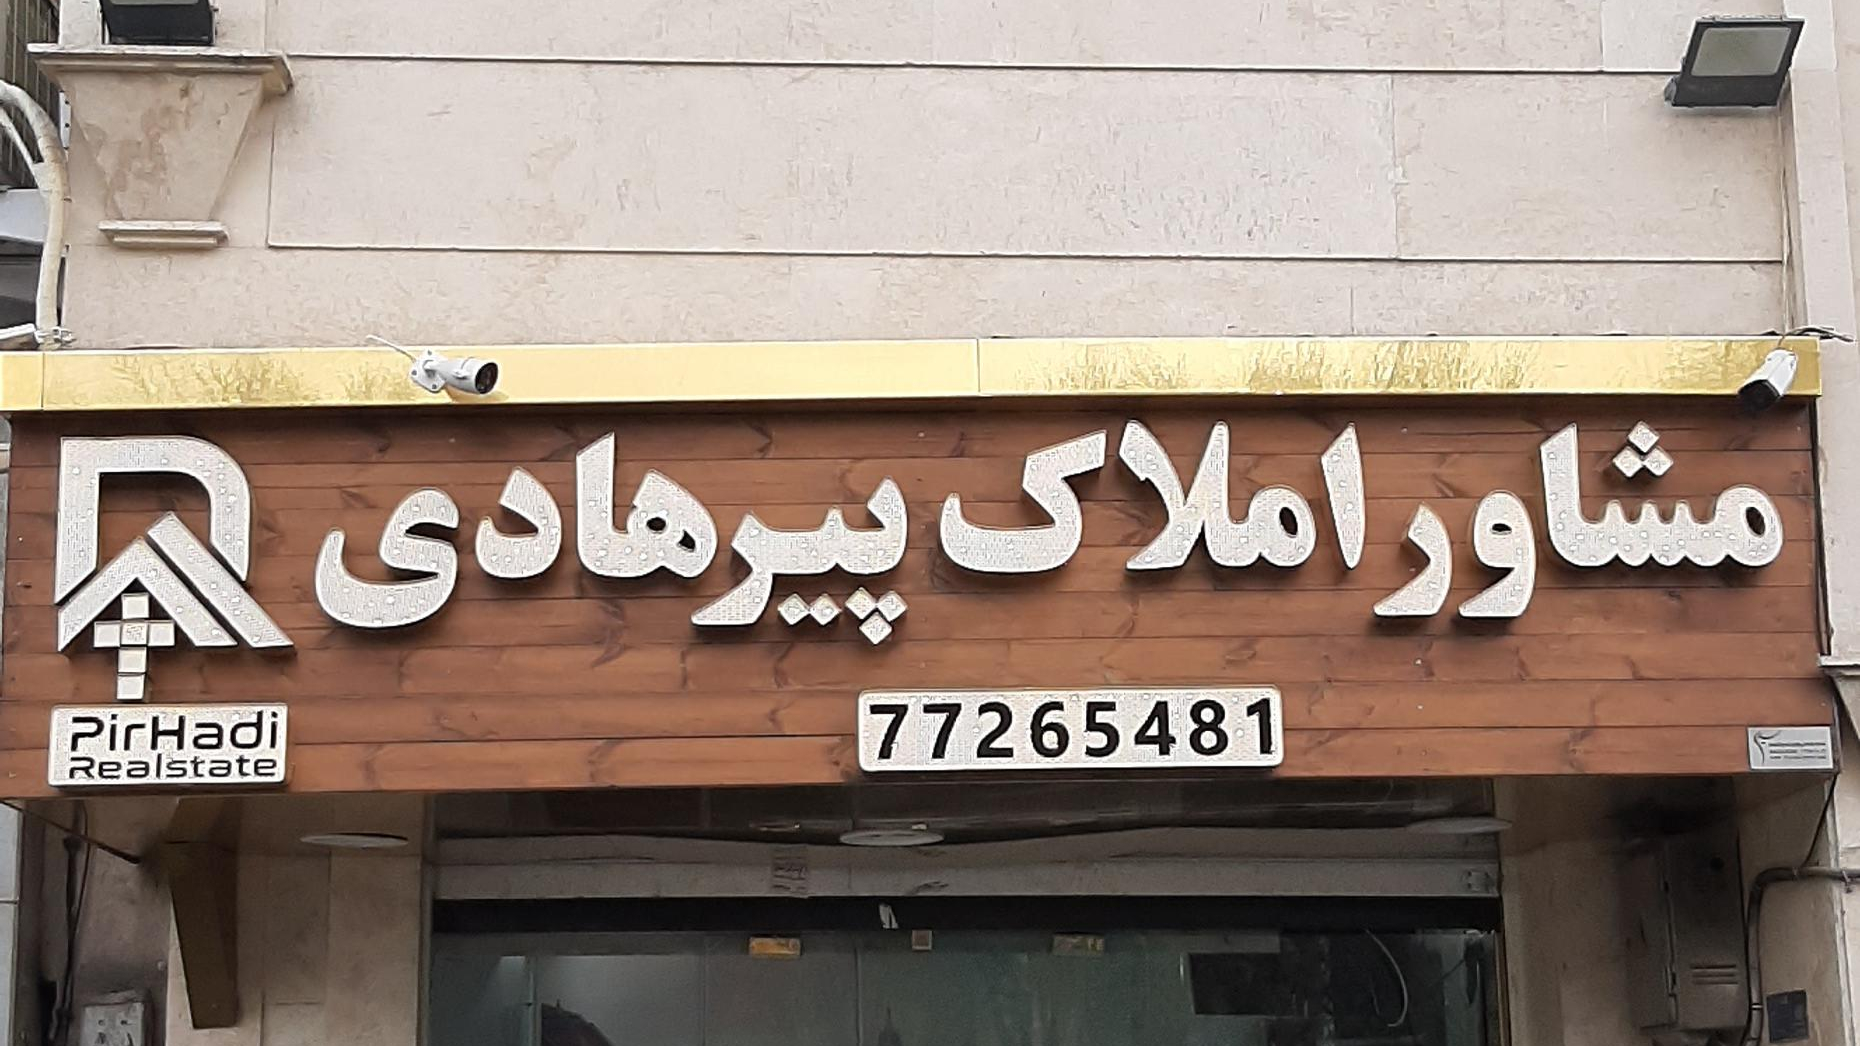 مشاور املاک پیرهادی
PirHadi
Realstate
77265481